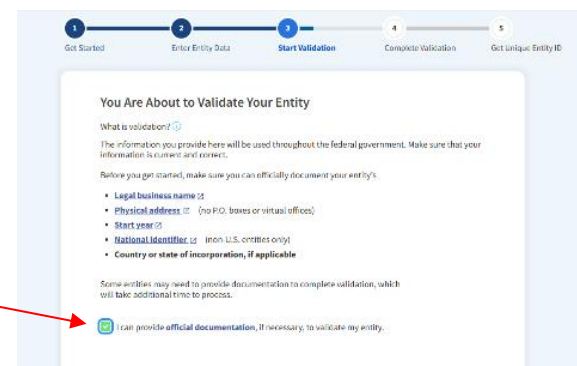 1 2 3 4 5
Get Started Enter Entity Data Start Validation Complete Validation Get Unique Entity ID
You Are About to Validate Your Entity
What is validation?
The information you provide here will be used throughout the federal government. Make sure that your
information is current and correct.
Before you get started, make sure you can officially document your entity's
• Legal business name
• Physical address (no P.O. boxes or virtual offices)
• Start year
• National Identifier (non-U.S. entities only)
• Country or state of incorporation, if applicable
Some entities may need to provide documentation to complete validation, which
will take additional time to process.
I can provide official documentation, if necessary, to validate my entity.